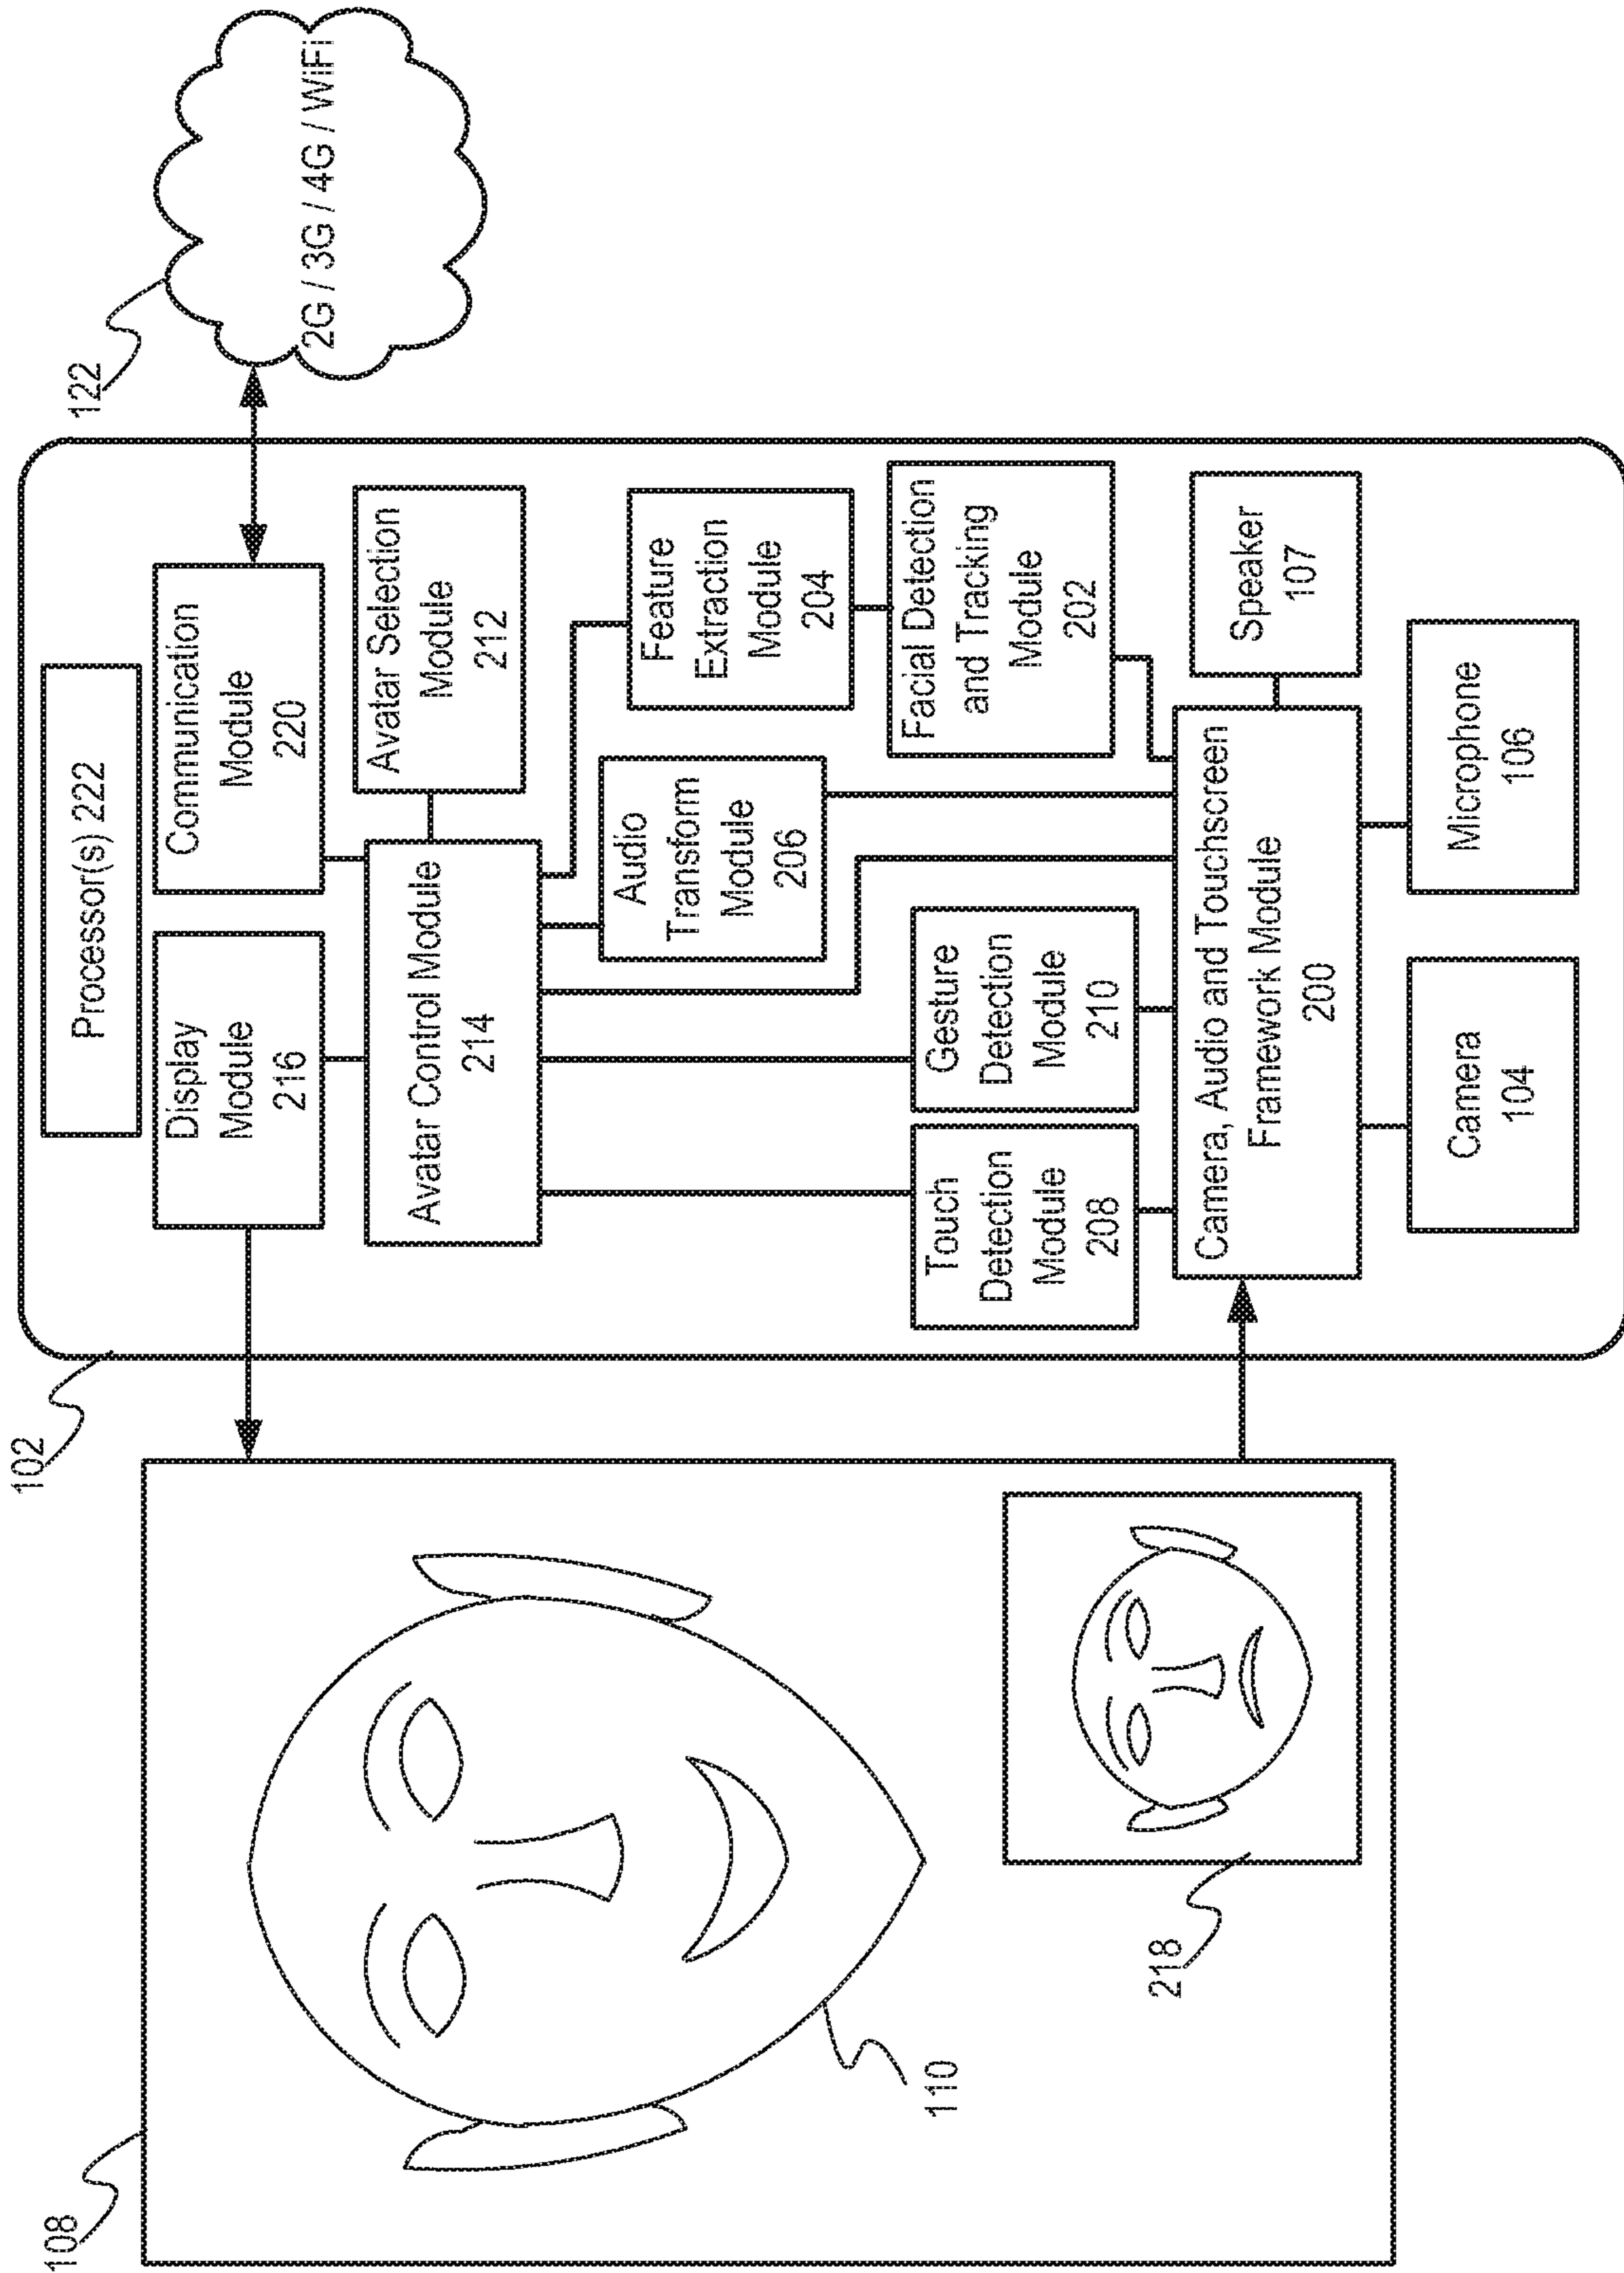 108
110
218
102
122
2G / 3G / 4G / WiFi
Processor(s) 222
Display
Module
216
Communication
Module
220
Avatar Control Module
214
Avatar Selection
Module
212
Feature
Extraction
Module
204
Audio
Transform
Module
206
Facial Detection
and Tracking
Module
202
Touch
Detection
Module
208
Gesture
Detection
Module
210
Camera, Audio and Touchscreen
Framework Module
200
Speaker
107
Camera
104
Microphone
106